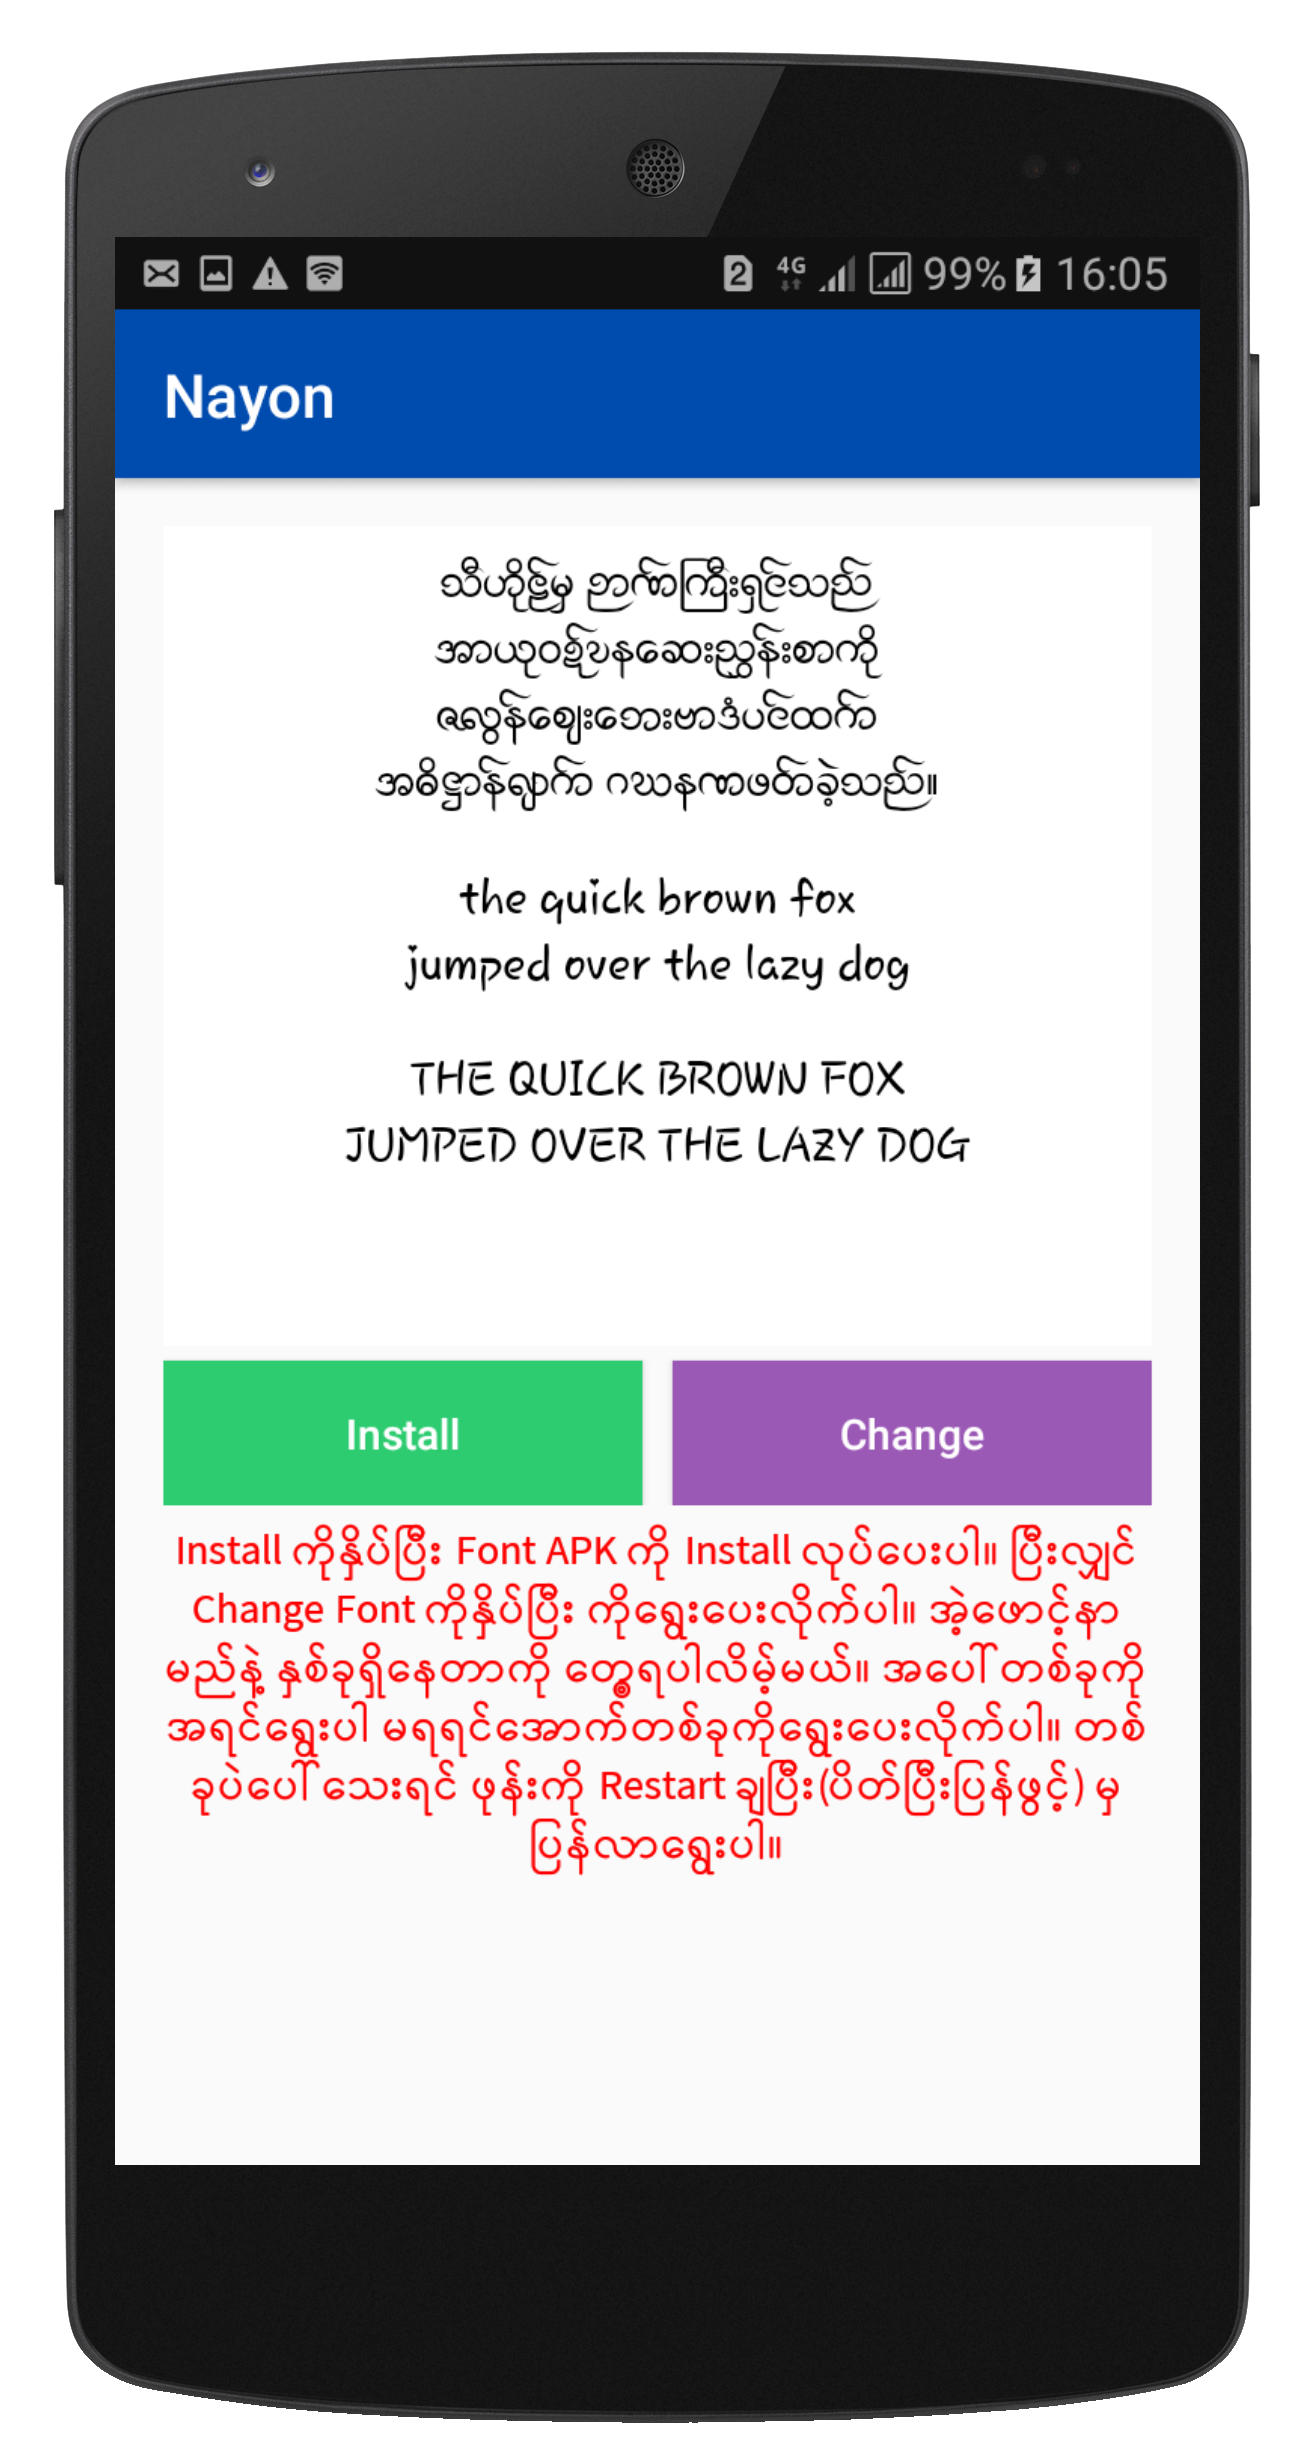 2 4G 99% 16:05
Nayon
သီဟိုဠ်မှ ဉာဏ်ကြီးရှင်သည်
အာယုဝဍ်ဎနဆေးညွှန်းစာကို
ဇလွန်ဈေးဘေးဗာဒံပင်ထက်
အဓိဋ္ဌာန်လျှက် ဂဃနဏဖတ်ခဲ့သည်။
the quick brown fox
jumped over the lazy dog
THE QUICK BROWN FOX
JUMPED OVER THE LAZY DOG
Install Change
Install ကိုနှိပ်ပြီး Font APK ကို Install လုပ်ပေးပါ။ ပြီးလျှင်
Change Font ကိုနှိပ်ပြီး ကိုရွေးပေးလိုက်ပါ။ အဲ့ဖောင့်နာ
မည်နဲ့ နှစ်ခုရှိနေတာကို တွေ့ရပါလိမ့်မယ်။ အပေါ်တစ်ခုကို
အရင်ရွေးပါ မရရင်အောက်တစ်ခုကိုရွေးပေးလိုက်ပါ။ တစ်
ခုပဲပေါ်သေးရင် ဖုန်းကို Restart ချပြီး(ပိတ်ပြီးပြန်ဖွင့်) မှ
ပြန်လာရွေးပါ။